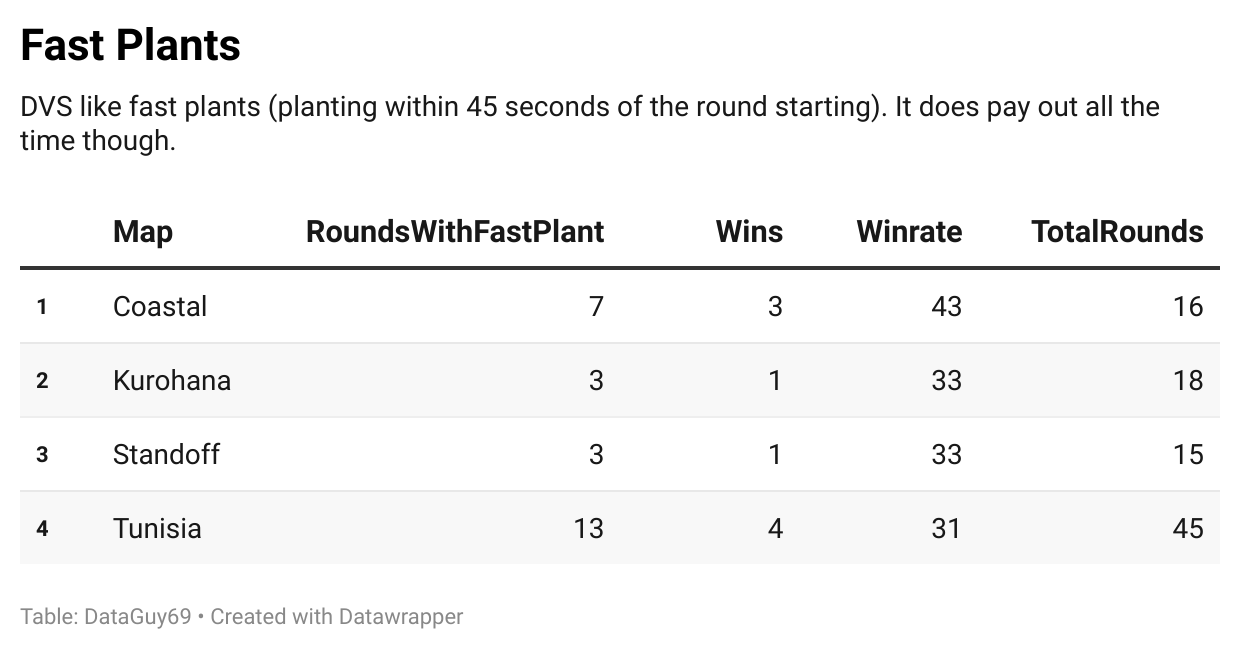 Fast Plants
DVS like fast plants (planting within 45 seconds of the round starting). It does pay out all the
time though.
Map RoundsWithFastPlant Wins Winrate TotalRounds
1 Coastal 7 3 43 16
2 Kurohana 3 1 33 18
3 Standoff 3 1 33 15
4 Tunisia 13 4 31 45
Table: DataGuy69 • Created with Datawrapper